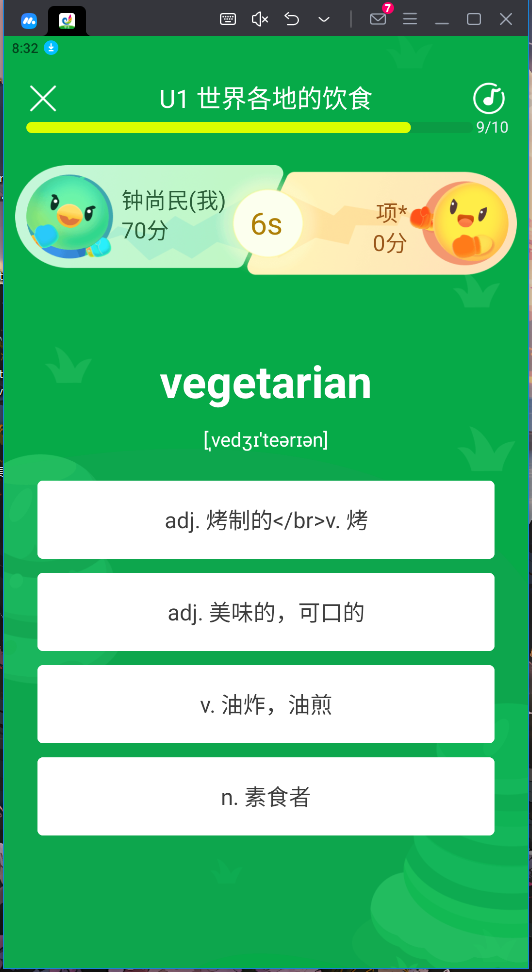 7
8:32
U1 世界各地的饮食
9/10
钟尚民(我)
70分
6s
项*
0分
vegetarian
[ˌvedʒɪˈteərɪən]
adj. 烤制的</br>v. 烤
adj. 美味的，可口的
v. 油炸，油煎
n. 素食者